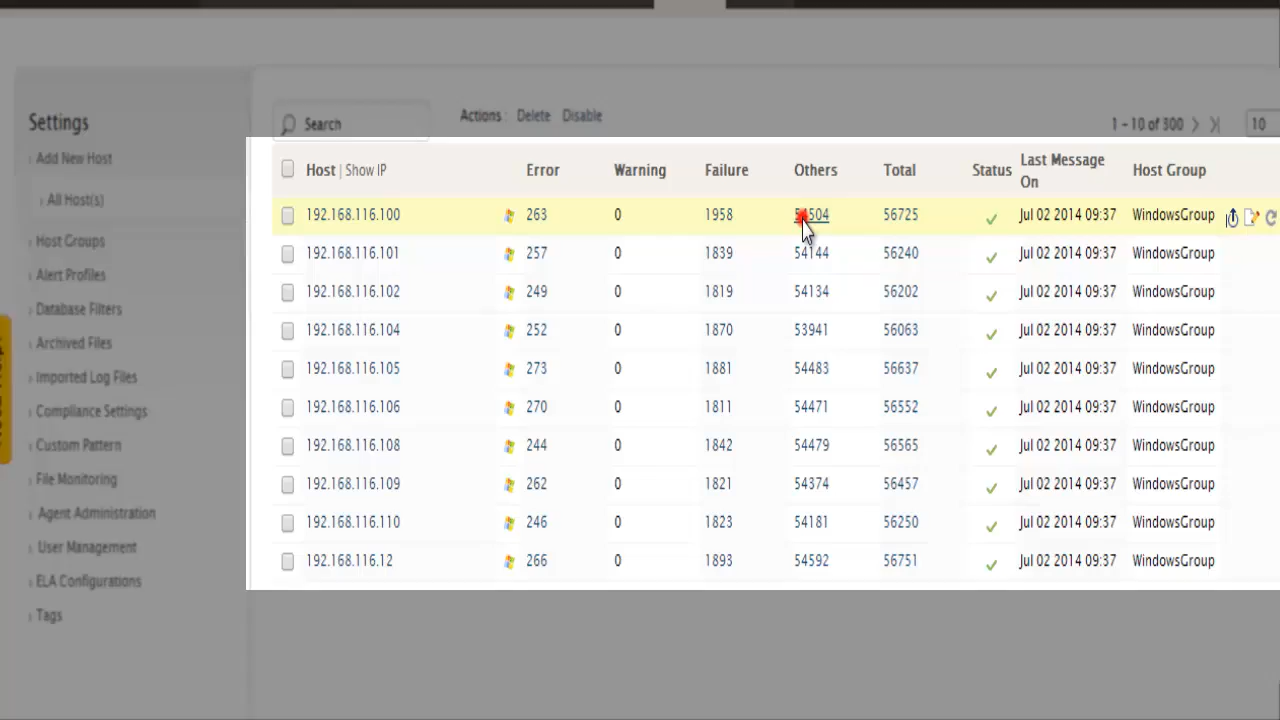 Settings
Search
Actions : Delete Disable
1 - 10 of 300
10
Add New Host
All Host(s)
Host Groups
Alert Profiles
Database Filters
Archived Files
Imported Log Files
Compliance Settings
Custom Pattern
File Monitoring
Agent Administration
User Management
ELA Configurations
Tags
Host | Show IP Error Warning Failure Others Total Status Last Message On Host Group
192.168.116.100 263 0 1958 56725 Jul 02 2014 09:37 WindowsGroup
192.168.116.101 257 0 1839 54144 56240 Jul 02 2014 09:37 WindowsGroup
192.168.116.102 249 0 1819 54134 56202 Jul 02 2014 09:37 WindowsGroup
192.168.116.104 252 0 1870 53941 56063 Jul 02 2014 09:37 WindowsGroup
192.168.116.105 273 0 1881 54483 56637 Jul 02 2014 09:37 WindowsGroup
192.168.116.106 270 0 1811 54471 56552 Jul 02 2014 09:37 WindowsGroup
192.168.116.108 244 0 1842 54479 56565 Jul 02 2014 09:37 WindowsGroup
192.168.116.109 262 0 1821 54374 56457 Jul 02 2014 09:37 WindowsGroup
192.168.116.110 246 0 1823 54181 56250 Jul 02 2014 09:37 WindowsGroup
192.168.116.12 266 0 1893 54592 56751 Jul 02 2014 09:37 WindowsGroup